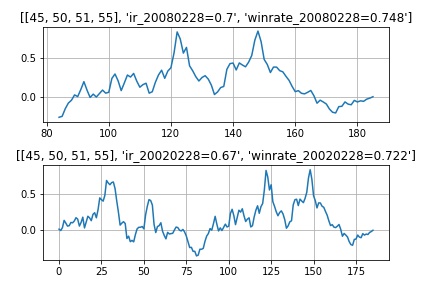 [[45, 50, 51, 55], 'ir_20080228=0.7', 'winrate_20080228=0.748']
0.5
0.0
80 100 120 140 160 180
[[45, 50, 51, 55], 'ir_20020228=0.67', 'winrate_20020228=0.722']
0.5
0.0
0 25 50 75 100 125 150 175